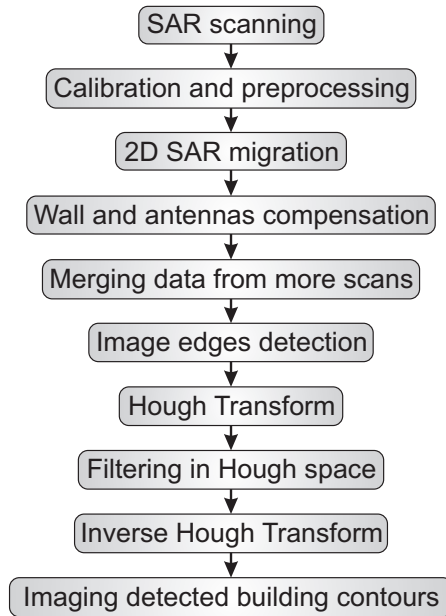 SAR scanning
Calibration and preprocessing
2D SAR migration
Wall and antennas compensation
Merging data from more scans
Image edges detection
Hough Transform
Filtering in Hough space
Inverse Hough Transform
Imaging detected building contours